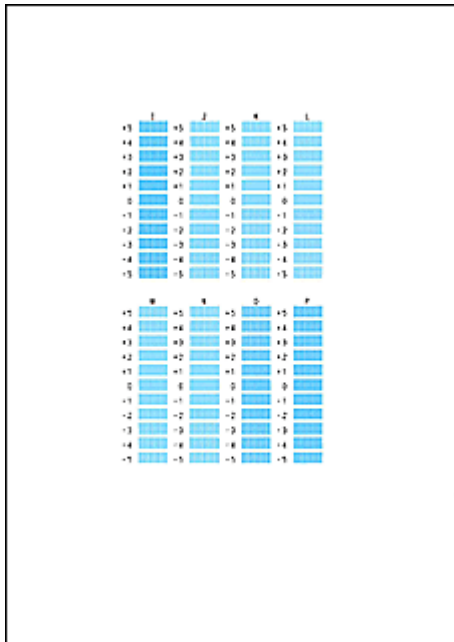 I J K L
+5 +5 +5 +5
+4 +4 +4 +4
+3 +3 +3 +3
+2 +2 +2 +2
+1 +1 +1 +1
0 0 0 0
-1 -1 -1 -1
-2 -2 -2 -2
-3 -3 -3 -3
-4 -4 -4 -4
-5 -5 -5 -5
M N O P
+5 +5 +5 +5
+4 +4 +4 +4
+3 +3 +3 +3
+2 +2 +2 +2
+1 +1 +1 +1
0 0 0 0
-1 -1 -1 -1
-2 -2 -2 -2
-3 -3 -3 -3
-4 -4 -4 -4
-5 -5 -5 -5